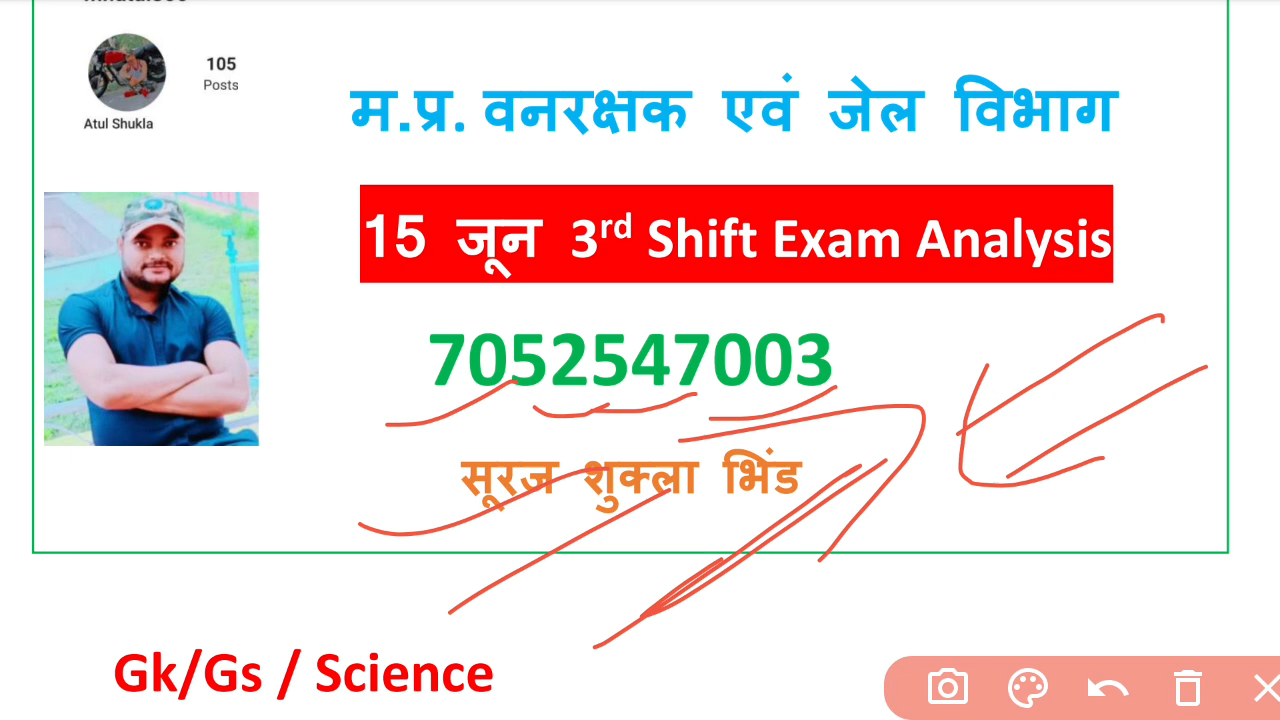 105
Posts
Atul Shukla
म.प्र. वनरक्षक एवं जेल विभाग
15 जून 3rd Shift Exam Analysis
7052547003
सूरज शुक्ला भिंड
Gk/Gs / Science